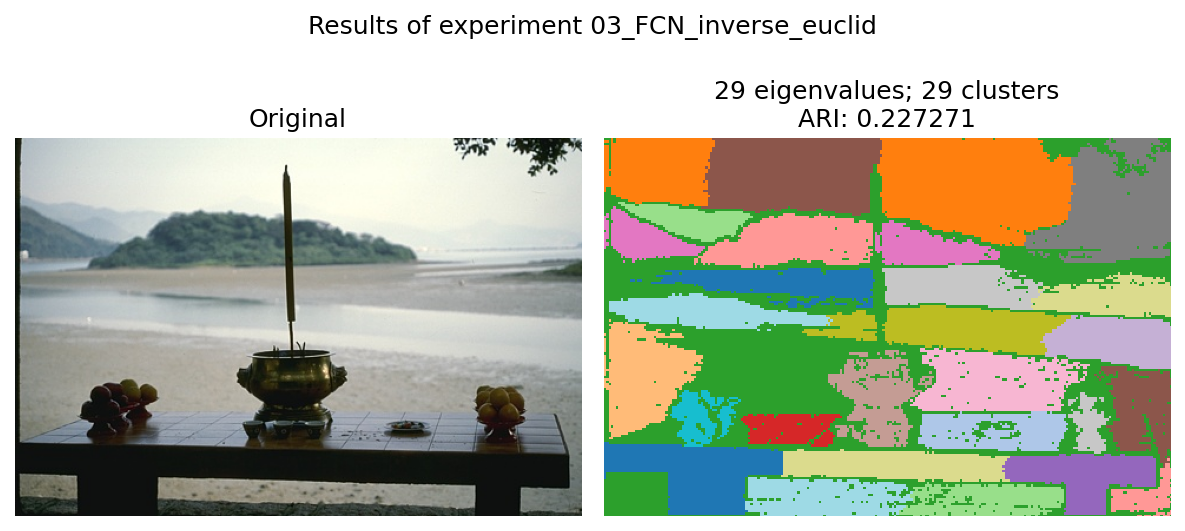 Results of experiment 03_FCN_inverse_euclid
Original
29 eigenvalues; 29 clusters
ARI: 0.227271